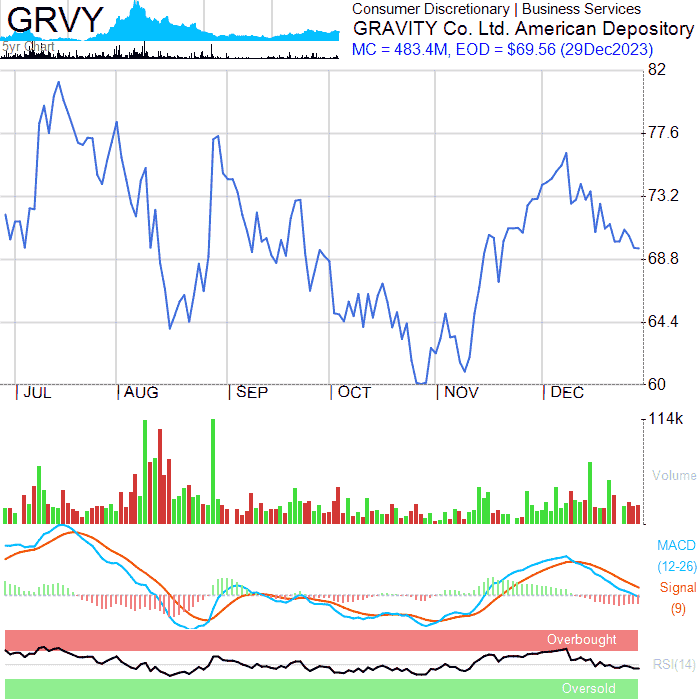 GRVY
5yr Chart
Consumer Discretionary | Business Services
GRAVITY Co. Ltd. American Depository
MC = 483.4M, EOD = $69.56 (29Dec2023)
82
77.6
73.2
68.8
64.4
60
JUL AUG SEP OCT NOV DEC
114k
Volume
MACD
(12-26)
Signal
(9)
Overbought
RSI(14)
Oversold